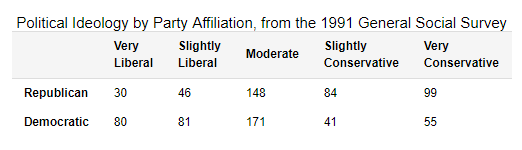 Political Ideology by Party Affiliation, from the 1991 General Social Survey
Very Liberal Slightly Liberal Moderate Slightly Conservative Very Conservative
Republican 30 46 148 84 99
Democratic 80 81 171 41 55